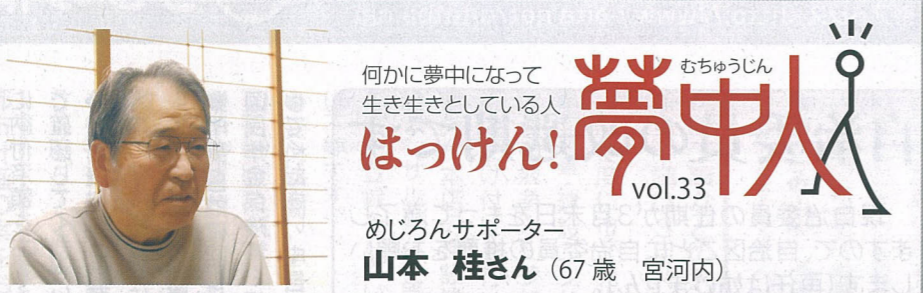 何かに夢中になって
生き生きとしている人
はっけん!
むちゅうじん
夢中人
vol.33
めじろんサポーター
山本 桂さん（67歳 宮河内）